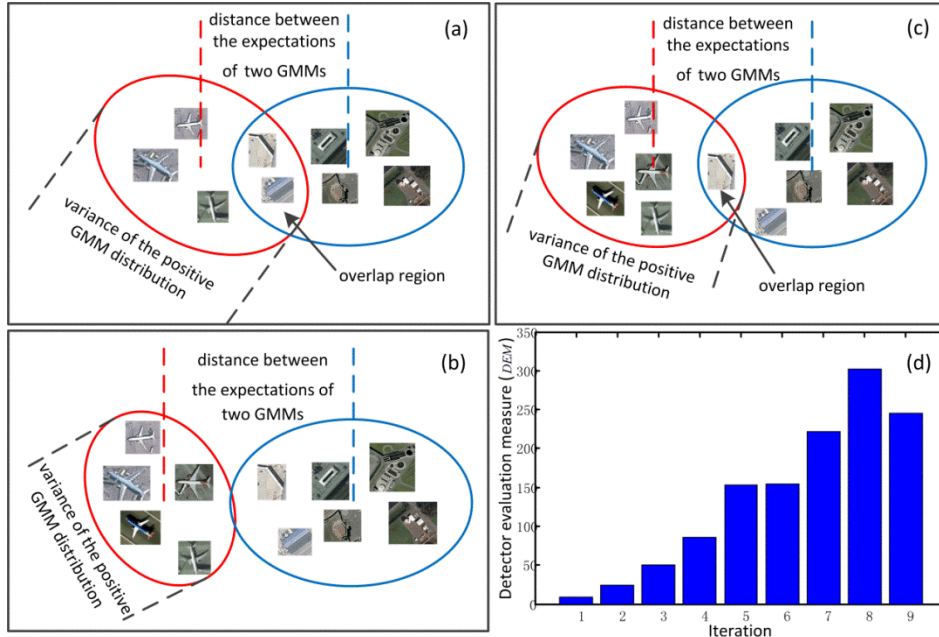 distance between
the expectations
of two GMMs
(a)
variance of the positive
GMM distribution
overlap region
distance between
the expectations
of two GMMs
(c)
variance of the positive
GMM distribution
overlap region
distance between
the expectations of
two GMMs
(b)
variance of the positive
GMM distribution
(d)
Detector evaluation measure (DEM)
350
300
250
200
150
100
50
0
1 2 3 4 5 6 7 8 9
Iteration